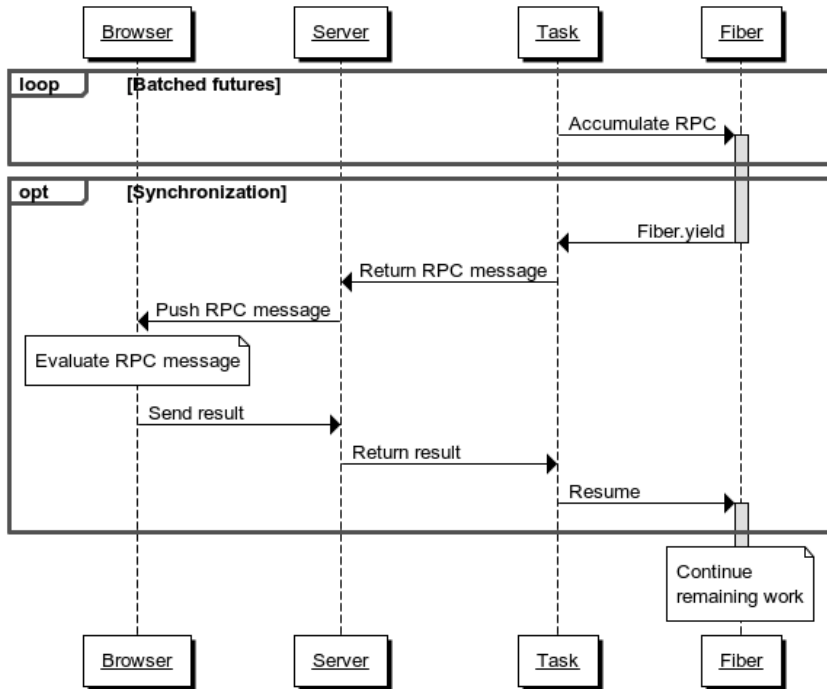 Browser
Server
Task
Fiber
loop
[Batched futures]
Accumulate RPC
opt
[Synchronization]
Fiber.yield
Return RPC message
Push RPC message
Evaluate RPC message
Send result
Return result
Resume
Continue
remaining work
Browser
Server
Task
Fiber